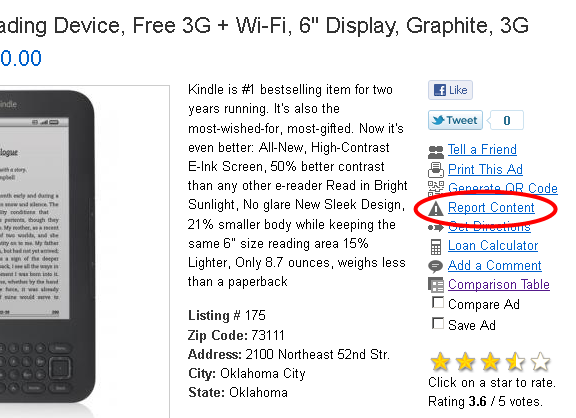 ading Device, Free 3G + Wi-Fi, 6" Display, Graphite, 3G
0.00
indle
logue
Kindle is #1 bestselling item for two
years running. It's also the
most-wished-for, most-gifted. Now it's
even better: All-New, High-Contrast
E-Ink Screen, 50% better contrast
than any other e-reader Read in Bright
Sunlight, No glare New Sleek Design,
21% smaller body while keeping the
same 6" size reading area 15%
Lighter, Only 8.7 ounces, weighs less
than a paperback
Listing # 175
Zip Code: 73111
Address: 2100 Northeast 52nd Str.
City: Oklahoma City
State: Oklahoma
Like
Tweet 0
Tell a Friend
Print This Ad
Generate QR Code
Report Content
Get Directions
Loan Calculator
Add a Comment
Comparison Table
Compare Ad
Save Ad
Click on a star to rate.
Rating 3.6 / 5 votes.